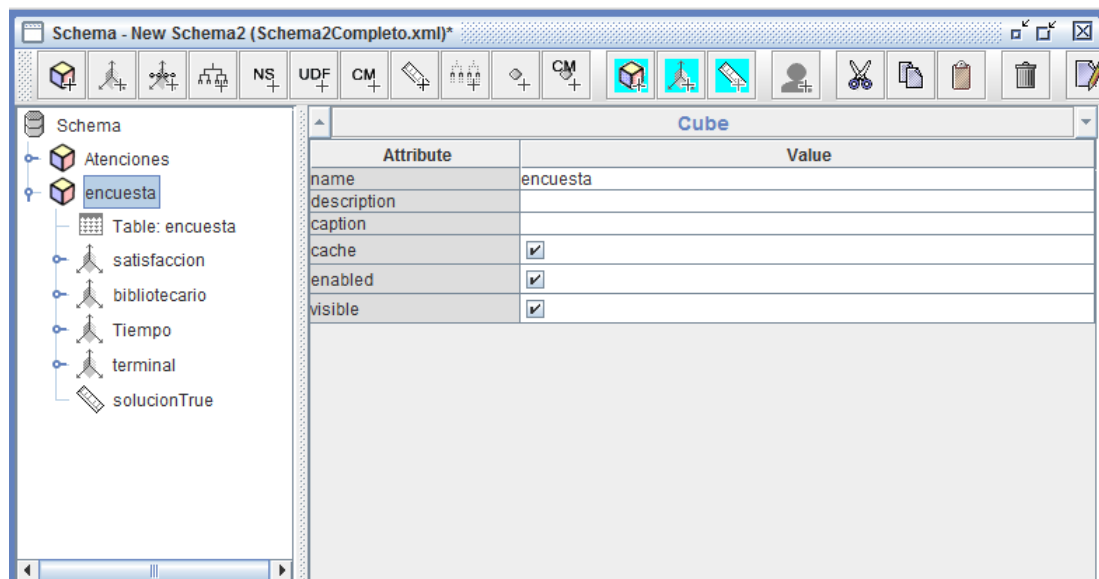 Schema - New Schema2 (Schema2Completo.xml)*
NS UDF CM CM
Schema
Atenciones
encuesta
Table: encuesta
satisfaccion
bibliotecario
Tiempo
terminal
solucionTrue
Cube
Attribute Value
name encuesta
description
caption
cache
enabled
visible